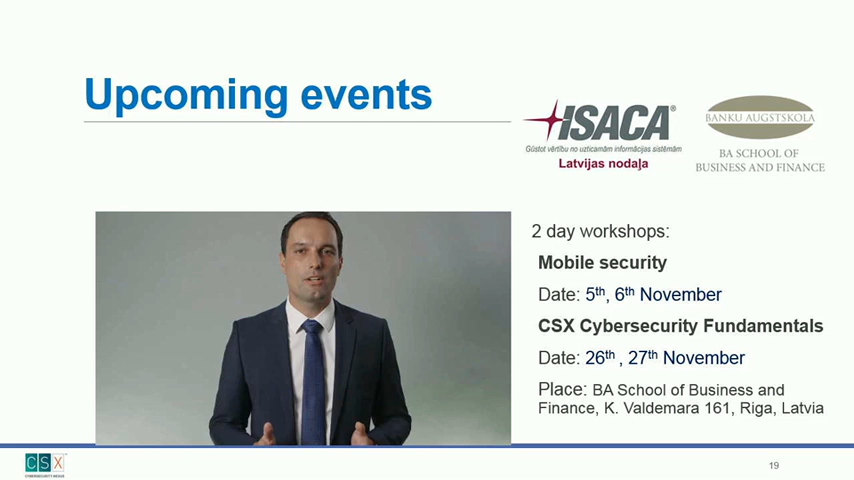 Upcoming events
ISACA®
Gūstot vērtību no uzticamām informācijas sistēmām
Latvijas nodaļa
BANKU AUGSTSKOLA
BA SCHOOL OF
BUSINESS AND FINANCE
2 day workshops:
Mobile security
Date: 5th, 6th November
CSX Cybersecurity Fundamentals
Date: 26th , 27th November
Place: BA School of Business and
Finance, K. Valdemara 161, Riga, Latvia
CSX
CYBERSECURITY NEXUS
19